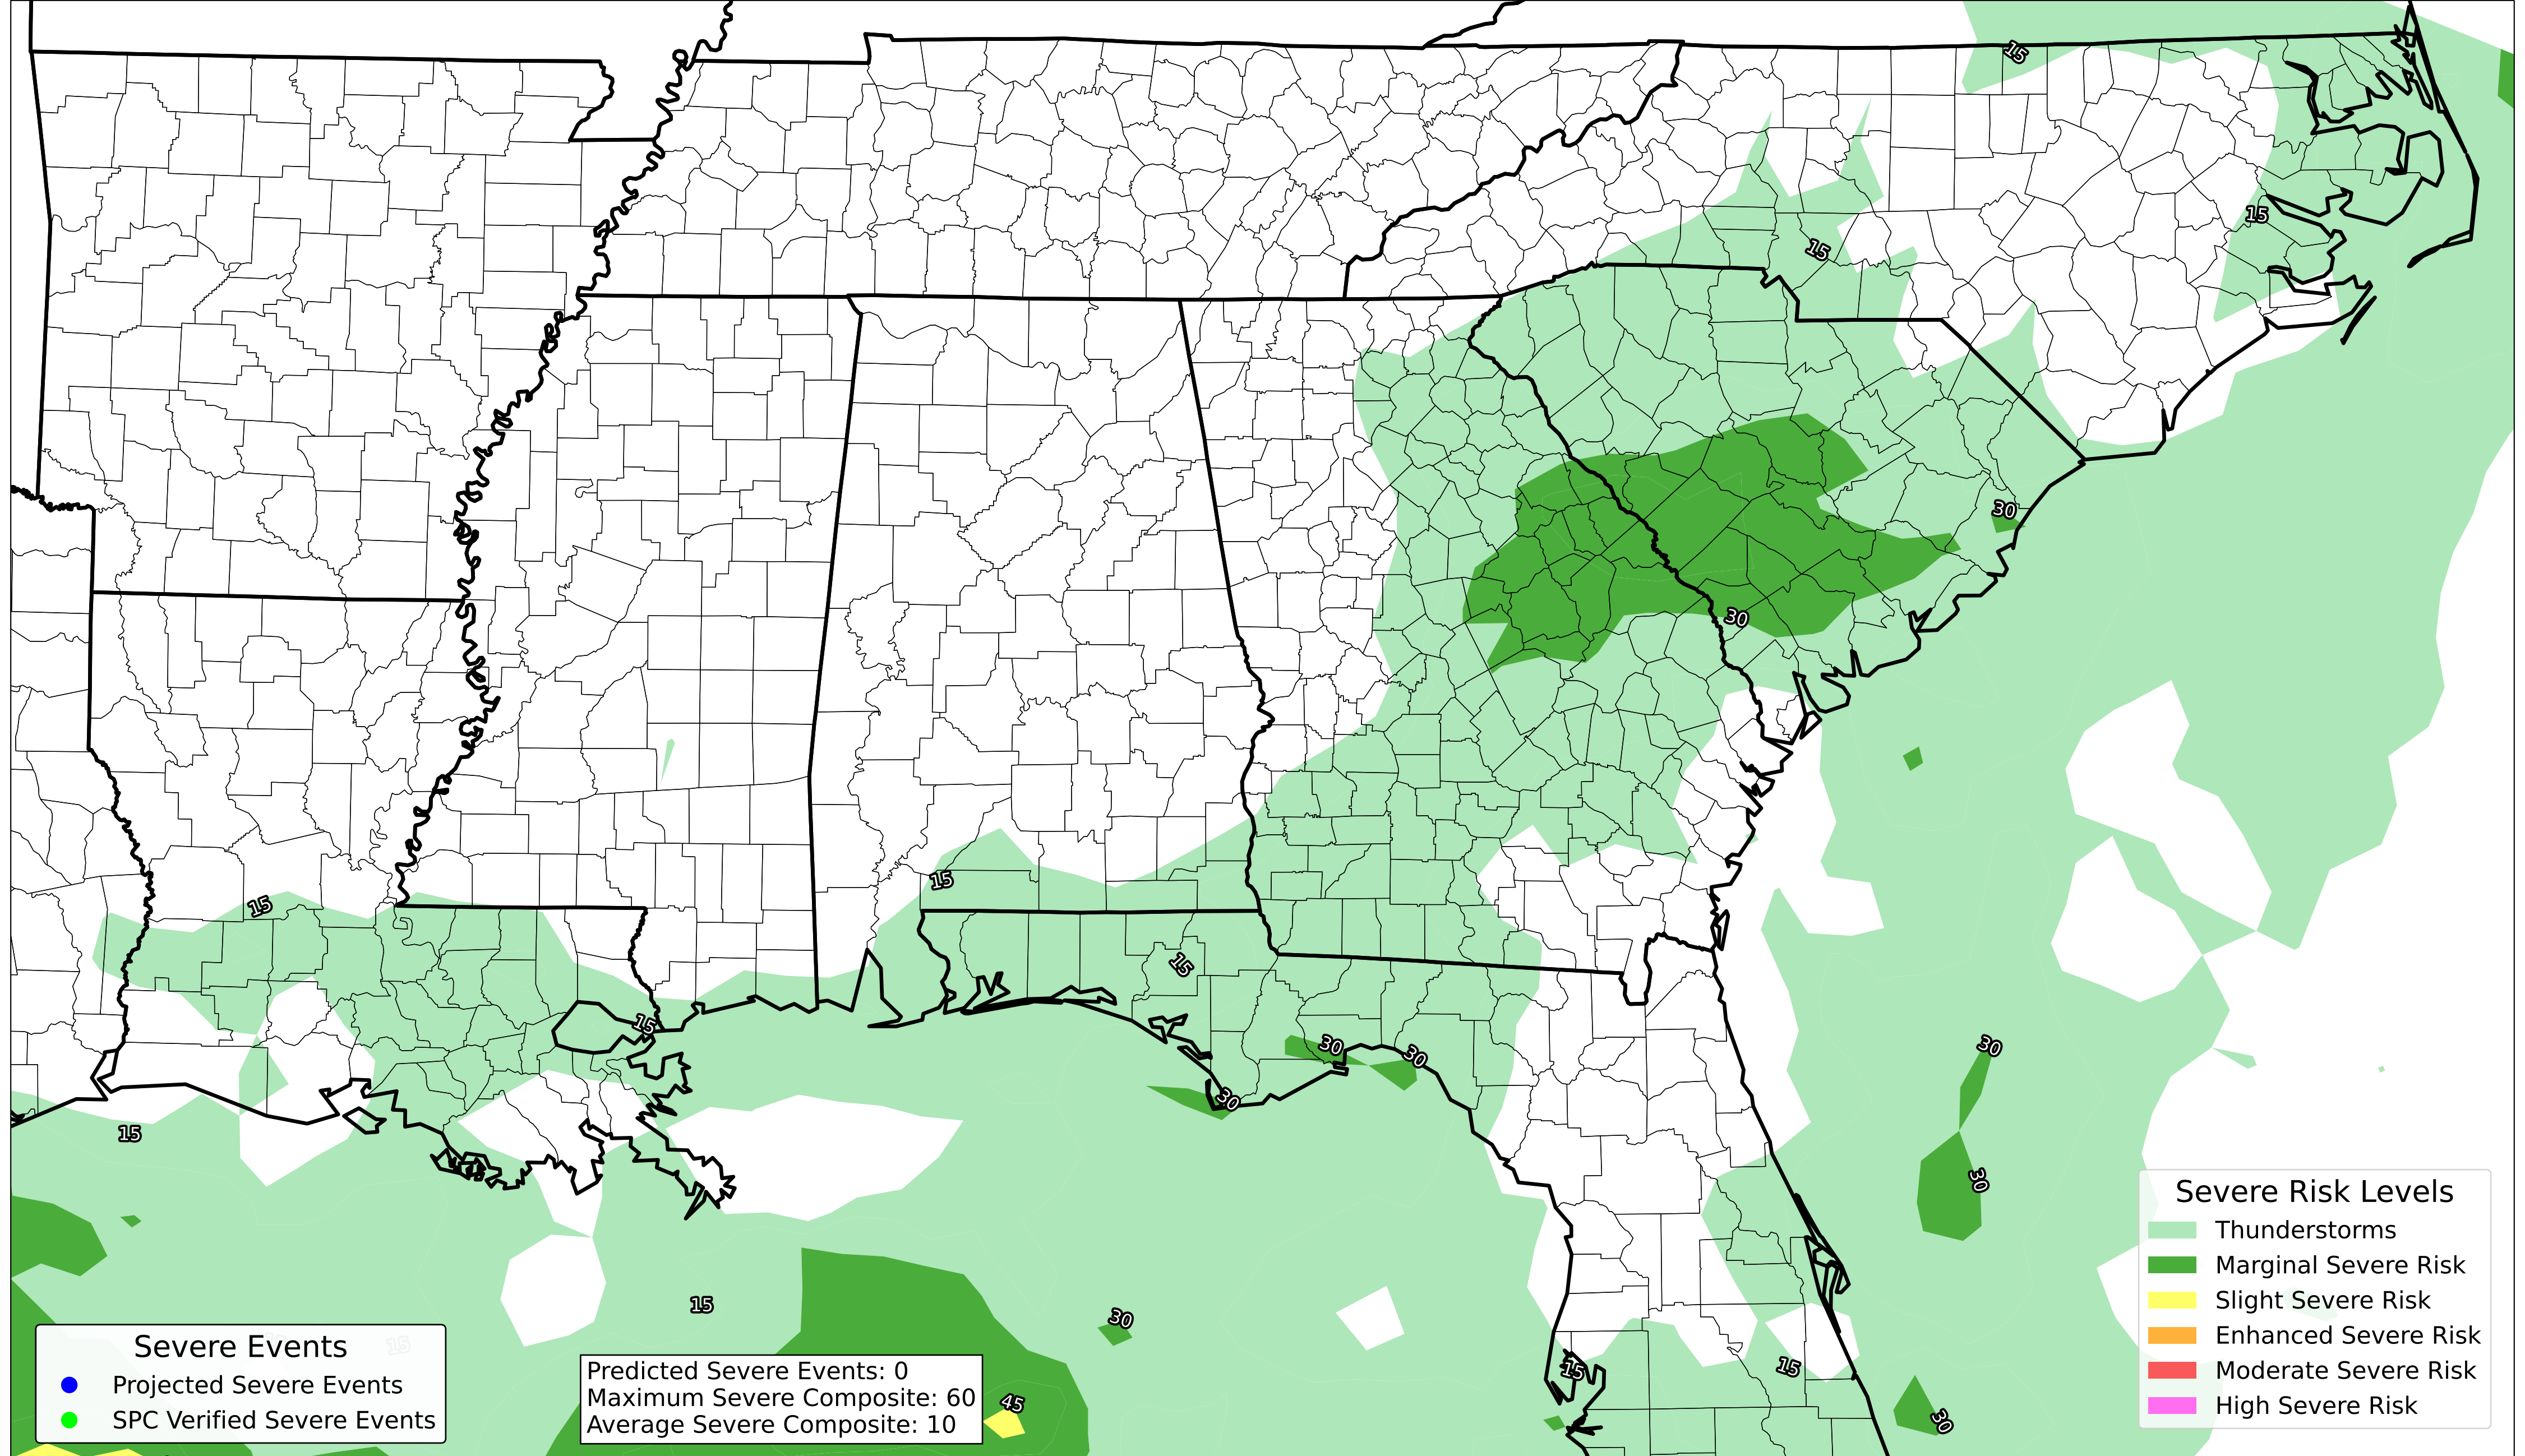 15
15
15
30
30
15
15
15
15
30
30
30
30
15
30
15
30
15
15
15
30
45
Severe Risk Levels
Thunderstorms
Marginal Severe Risk
Slight Severe Risk
Enhanced Severe Risk
Moderate Severe Risk
High Severe Risk
Severe Events
Projected Severe Events
SPC Verified Severe Events
Predicted Severe Events: 0
Maximum Severe Composite: 60
Average Severe Composite: 10